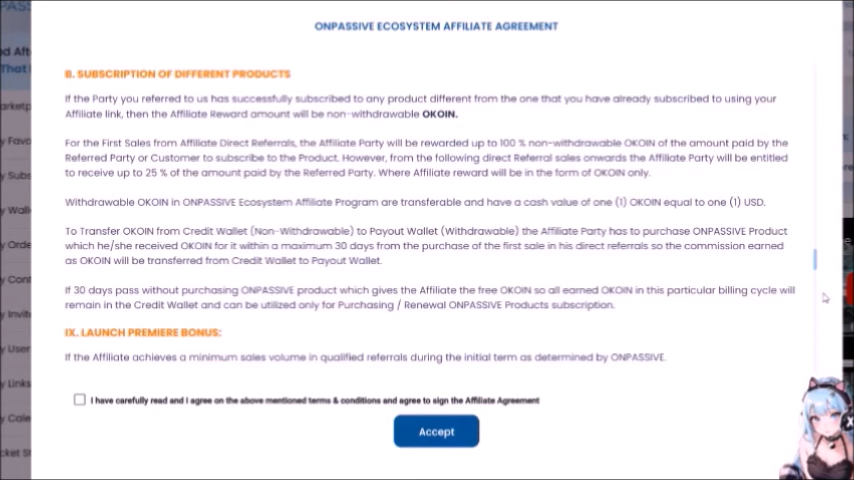 ONPASSIVE ECOSYSTEM AFFILIATE AGREEMENT
B. SUBSCRIPTION OF DIFFERENT PRODUCTS
If the Party you referred to us has successfully subscribed to any product different from the one that you have already subscribed to using your
Affiliate link, then the Affiliate Reward amount will be non-withdrawable OKOIN.
For the First Sales from Affiliate Direct Referrals, the Affiliate Party will be rewarded up to 100 % non-withdrawable OKOIN of the amount paid by the
Referred Party or Customer to subscribe to the Product. However, from the following direct Referral sales onwards the Affiliate Party will be entitled
to receive up to 25 % of the amount paid by the Referred Party. Where Affiliate reward will be in the form of OKOIN only.
Withdrawable OKOIN in ONPASSIVE Ecosystem Affiliate Program are transferable and have a cash value of one (1) OKOIN equal to one (1) USD.
To Transfer OKOIN from Credit Wallet (Non-Withdrawable) to Payout Wallet (Withdrawable) the Affiliate Party has to purchase ONPASSIVE Product
which he/she received OKOIN for it within a maximum 30 days from the purchase of the first sale in his direct referrals so the commission earned
as OKOIN will be transferred from Credit Wallet to Payout Wallet.
If 30 days pass without purchasing ONPASSIVE product which gives the Affiliate the free OKOIN so all earned OKOIN in this particular billing cycle will
remain in the Credit Wallet and can be utilized only for Purchasing / Renewal ONPASSIVE Products subscription.
IX. LAUNCH PREMIERE BONUS:
If the Affiliate achieves a minimum sales volume in qualified referrals during the initial term as determined by ONPASSIVE.
I have carefully read and I agree on the above mentioned terms & conditions and agree to sign the Affiliate Agreement
Accept